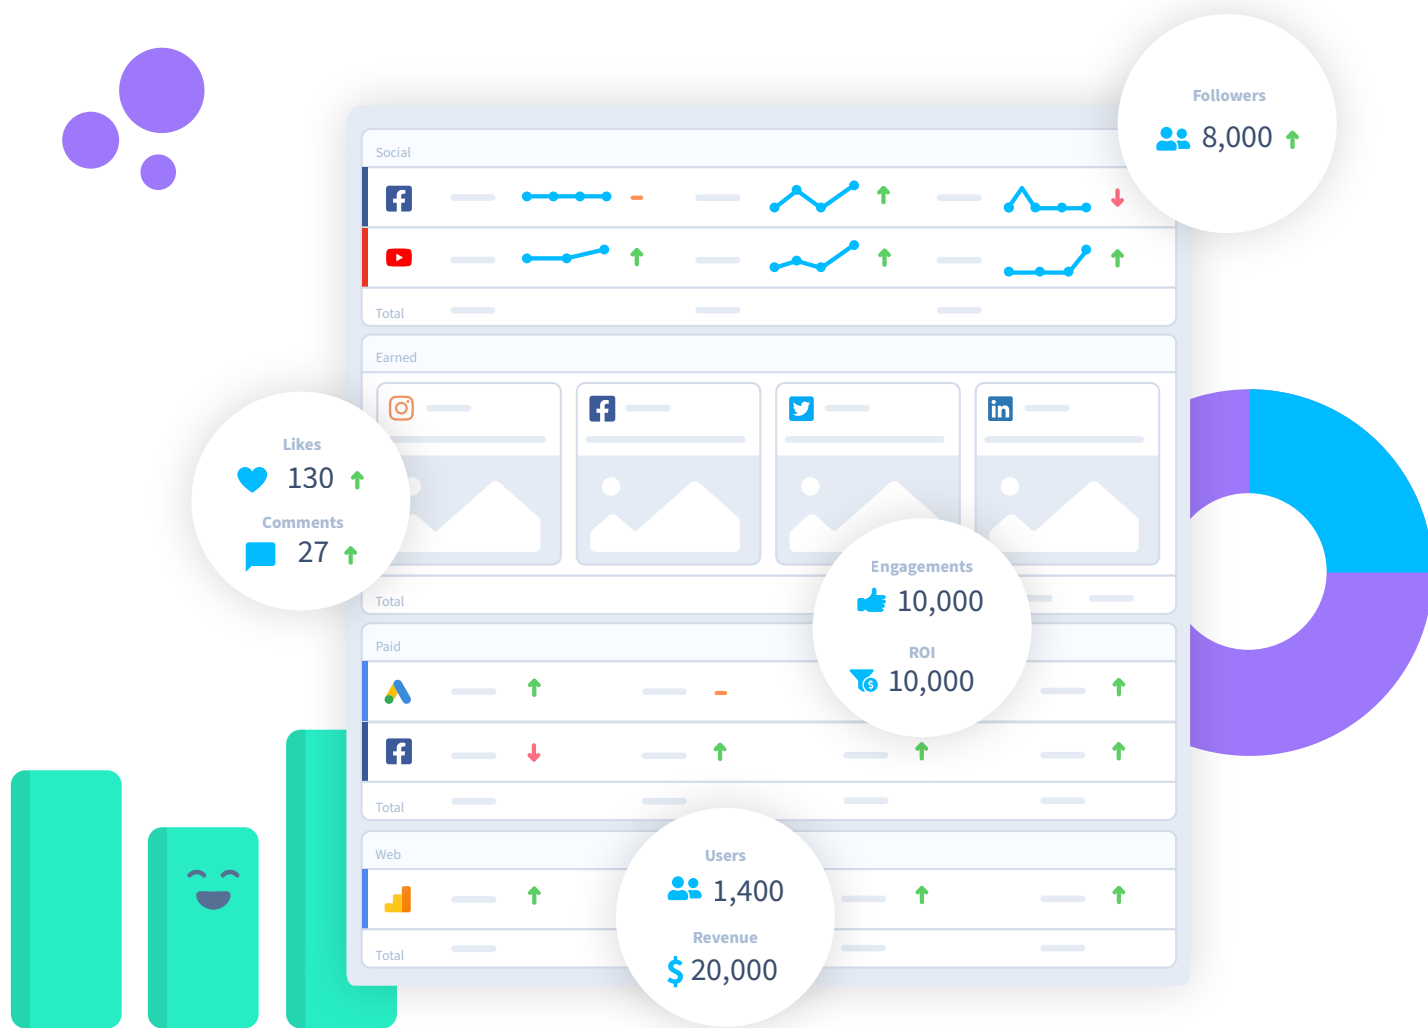 Followers
8,000
Social
Total
Earned
Likes
130
Comments
27
Engagements
10,000
ROI
10,000
Total
Paid
Total
Web
Users
1,400
Revenue
$ 20,000
Total